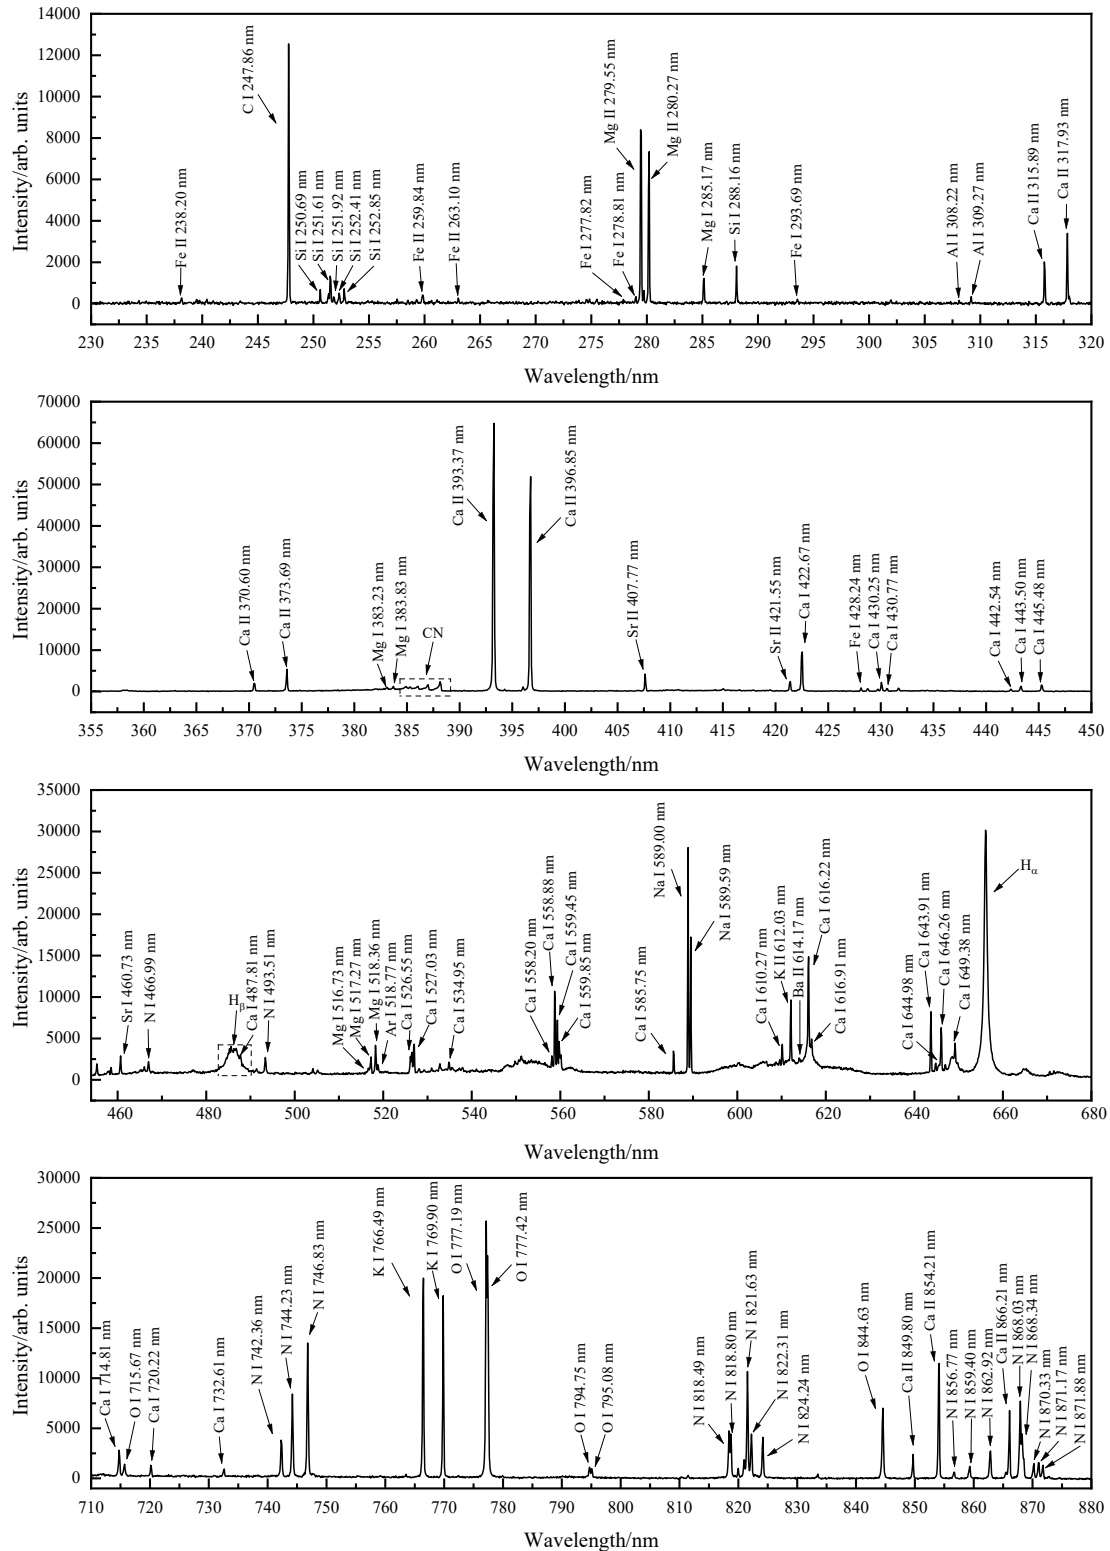 14000
12000
10000
8000
6000
4000
2000
0
Intensity/arb. units
Fe II 238.20 nm
C I 247.86 nm
Si I 250.69 nm
Si I 251.61 nm
Si I 251.92 nm
Si I 252.41 nm
Si I 252.85 nm
Fe II 259.84 nm
Fe II 263.10 nm
Fe I 277.82 nm
Fe I 278.81 nm
Mg II 279.55 nm
Mg II 280.27 nm
Mg I 285.17 nm
Si I 288.16 nm
Fe I 293.69 nm
Al I 308.22 nm
Al I 309.27 nm
Ca II 315.89 nm
Ca II 317.93 nm
230 235 240 245 250 255 260 265 270 275 280 285 290 295 300 305 310 315 320
Wavelength/nm
70000
60000
50000
40000
30000
20000
10000
0
Intensity/arb. units
Ca II 370.60 nm
Ca II 373.69 nm
Mg I 383.23 nm
Mg I 383.83 nm
CN
Ca II 393.37 nm
Ca II 396.85 nm
Sr II 407.77 nm
Sr II 421.55 nm
Ca I 422.67 nm
Fe I 428.24 nm
Ca I 430.25 nm
Ca I 430.77 nm
Ca I 442.54 nm
Ca I 443.50 nm
Ca I 445.48 nm
355 360 365 370 375 380 385 390 395 400 405 410 415 420 425 430 435 440 445 450
Wavelength/nm
35000
30000
25000
20000
15000
10000
5000
0
Intensity/arb. units
Sr I 460.73 nm
N I 466.99 nm
Hβ
Ca I 487.81 nm
N I 493.51 nm
Mg I 516.73 nm
Mg I 517.27 nm
Mg I 518.36 nm
Ar I 518.77 nm
Ca I 526.55 nm
Ca I 527.03 nm
Ca I 534.95 nm
Ca I 558.20 nm
Ca I 558.88 nm
Ca I 559.45 nm
Ca I 559.85 nm
Ca I 585.75 nm
Na I 589.00 nm
Na I 589.59 nm
Ca I 610.27 nm
K II 612.03 nm
Ba II 614.17 nm
Ca I 616.22 nm
Ca I 616.91 nm
Ca I 644.98 nm
Ca I 643.91 nm
Ca I 646.26 nm
Ca I 649.38 nm
Hα
460 480 500 520 540 560 580 600 620 640 660 680
Wavelength/nm
30000
25000
20000
15000
10000
5000
0
Intensity/arb. units
Ca I 714.81 nm
O I 715.67 nm
Ca I 720.22 nm
Ca I 732.61 nm
N I 742.36 nm
N I 744.23 nm
N I 746.83 nm
K I 766.49 nm
K I 769.90 nm
O I 777.19 nm
O I 777.42 nm
O I 794.75 nm
O I 795.08 nm
N I 818.49 nm
N I 818.80 nm
N I 821.63 nm
N I 822.31 nm
N I 824.24 nm
O I 844.63 nm
Ca II 849.80 nm
Ca II 854.21 nm
N I 856.77 nm
N I 859.40 nm
N I 862.92 nm
Ca II 866.21 nm
N I 868.03 nm
N I 868.34 nm
N I 870.33 nm
N I 871.17 nm
N I 871.88 nm
710 720 730 740 750 760 770 780 790 800 810 820 830 840 850 860 870 880
Wavelength/nm